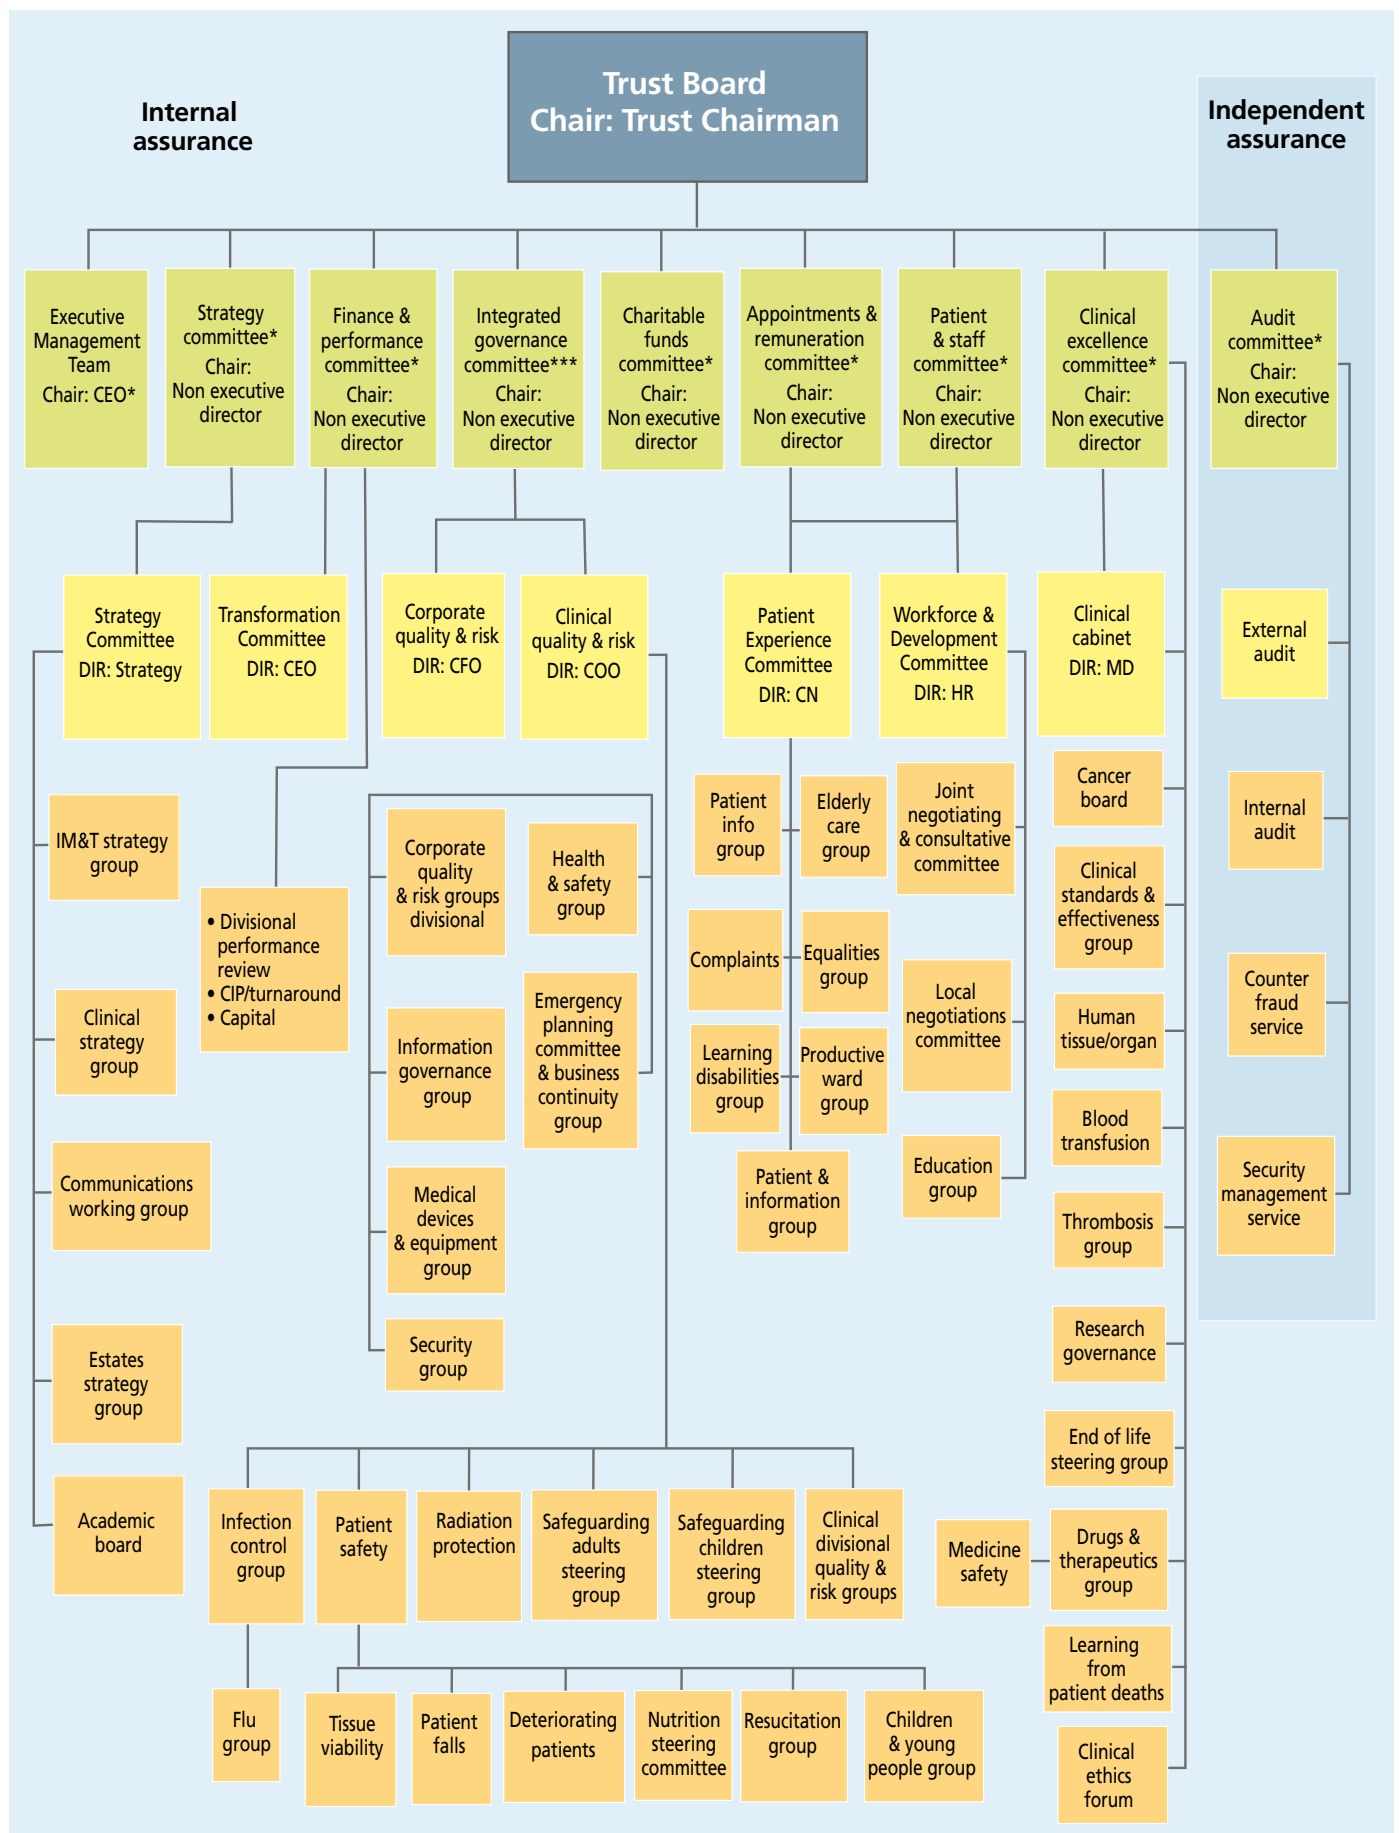 Trust Board
Chair: Trust Chairman
Internal
assurance
Independent
assurance
Executive
Management
Team
Chair: CEO*
Strategy
committee*
Chair:
Non executive
director
Finance &
performance
committee*
Chair:
Non executive
director
Integrated
governance
committee***
Chair:
Non executive
director
Charitable
funds
committee*
Chair:
Non executive
director
Appointments &
remuneration
committee*
Chair:
Non executive
director
Patient
& staff
committee*
Chair:
Non executive
director
Clinical
excellence
committee*
Chair:
Non executive
director
Audit
committee*
Chair:
Non executive
director
Strategy
Committee
DIR: Strategy
Transformation
Committee
DIR: CEO
Corporate
quality & risk
DIR: CFO
Clinical
quality & risk
DIR: COO
Patient
Experience
Committee
DIR: CN
Workforce &
Development
Committee
DIR: HR
Clinical
cabinet
DIR: MD
External
audit
IM&T strategy
group
Clinical
strategy
group
Communications
working group
Estates
strategy
group
Academic
board
• Divisional
performance
review
• CIP/turnaround
• Capital
Corporate
quality
& risk groups
divisional
Health
& safety
group
Information
governance
group
Emergency
planning
committee
& business
continuity
group
Medical
devices
& equipment
group
Security
group
Patient
info
group
Elderly
care
group
Complaints
Equalities
group
Learning
disabilities
group
Productive
ward
group
Patient &
information
group
Joint
negotiating
& consultative
committee
Local
negotiations
committee
Education
group
Cancer
board
Clinical
standards &
effectiveness
group
Human
tissue/organ
Blood
transfusion
Thrombosis
group
Research
governance
End of life
steering group
Medicine
safety
Drugs &
therapeutics
group
Learning
from
patient deaths
Clinical
ethics
forum
Internal
audit
Counter
fraud
service
Security
management
service
Infection
control
group
Patient
safety
Radiation
protection
Safeguarding
adults
steering
group
Safeguarding
children
steering
group
Clinical
divisional
quality &
risk groups
Flu
group
Tissue
viability
Patient
falls
Deteriorating
patients
Nutrition
steering
committee
Resucitation
group
Children
& young
people group